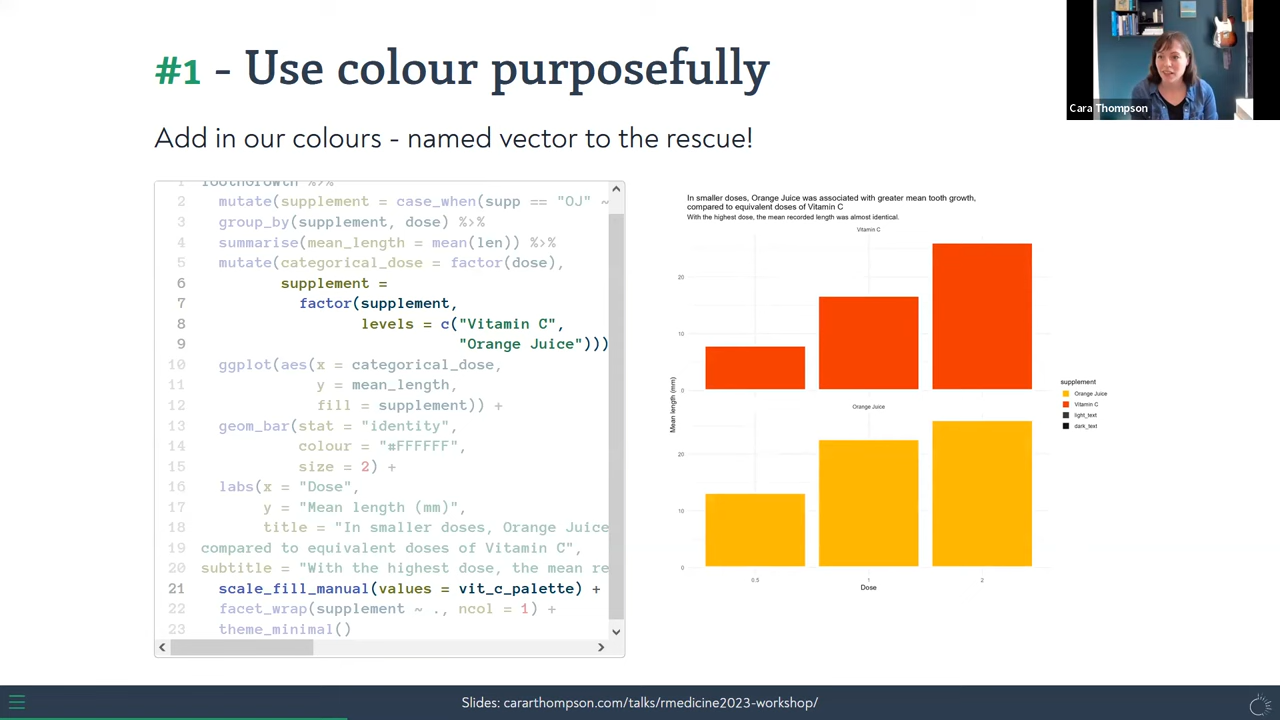 #1 - Use colour purposefully
Cara Thompson
Add in our colours - named vector to the rescue!
1 ToothGrowth %>%
2 mutate(supplement = case_when(supp == "OJ" ~
3 group_by(supplement, dose) %>%
4 summarise(mean_length = mean(len)) %>%
5 mutate(categorical_dose = factor(dose),
6 supplement =
7 factor(supplement,
8 levels = c("Vitamin C",
9 "Orange Juice")))
10 ggplot(aes(x = categorical_dose,
11 y = mean_length,
12 fill = supplement)) +
13 geom_bar(stat = "identity",
14 colour = "#FFFFFF",
15 size = 2) +
16 labs(x = "Dose",
17 y = "Mean length (mm)",
18 title = "In smaller doses, Orange Juice
19 compared to equivalent doses of Vitamin C",
20 subtitle = "With the highest dose, the mean re
21 scale_fill_manual(values = vit_c_palette) +
22 facet_wrap(supplement ~ ., ncol = 1) +
23 theme_minimal()
In smaller doses, Orange Juice was associated with greater mean tooth growth,
compared to equivalent doses of Vitamin C
With the highest dose, the mean recorded length was almost identical.
Vitamin C
20
10
0
Orange Juice
20
10
0
Mean length (mm)
0.5 1 2
Dose
supplement
Orange Juice
Vitamin C
light_text
dark_text
Slides: cararthompson.com/talks/rmedicine2023-workshop/